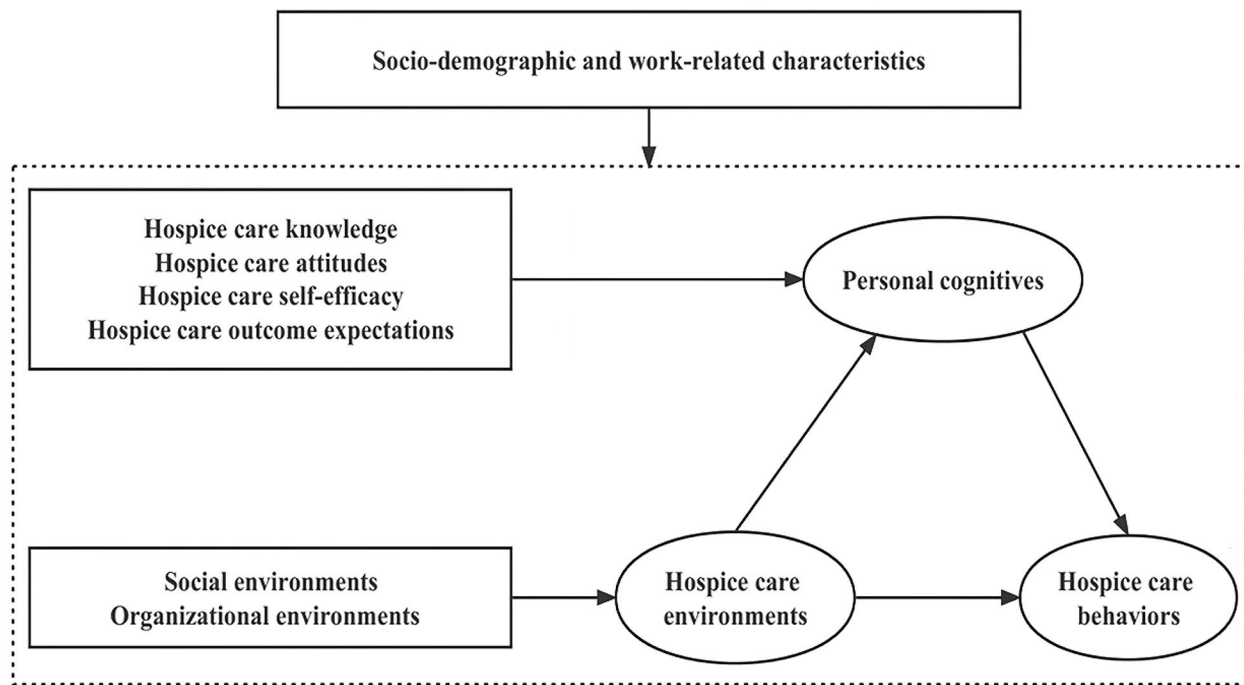 Socio-demographic and work-related characteristics
Hospice care knowledge
Hospice care attitudes
Hospice care self-efficacy
Hospice care outcome expectations
Personal cognitives
Social environments
Organizational environments
Hospice care
environments
Hospice care
behaviors